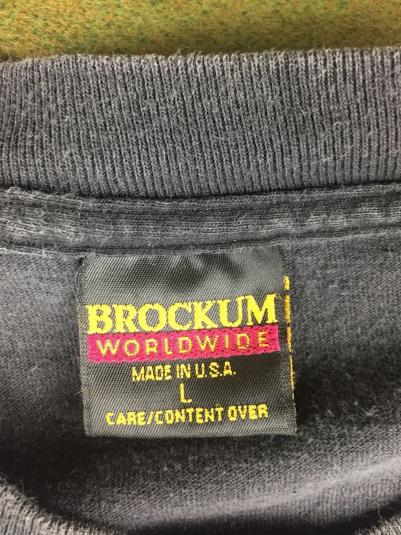 BROCKUM
WORLDWIDE
MADE IN U.S.A.
L
CARE/CONTENT OVER